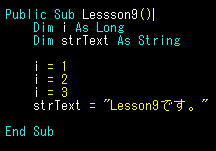 Public Sub Lessson9()
Dim i As Long
Dim strText As String
i = 1
i = 2
i = 3
strText = "Lesson9です。"
End Sub